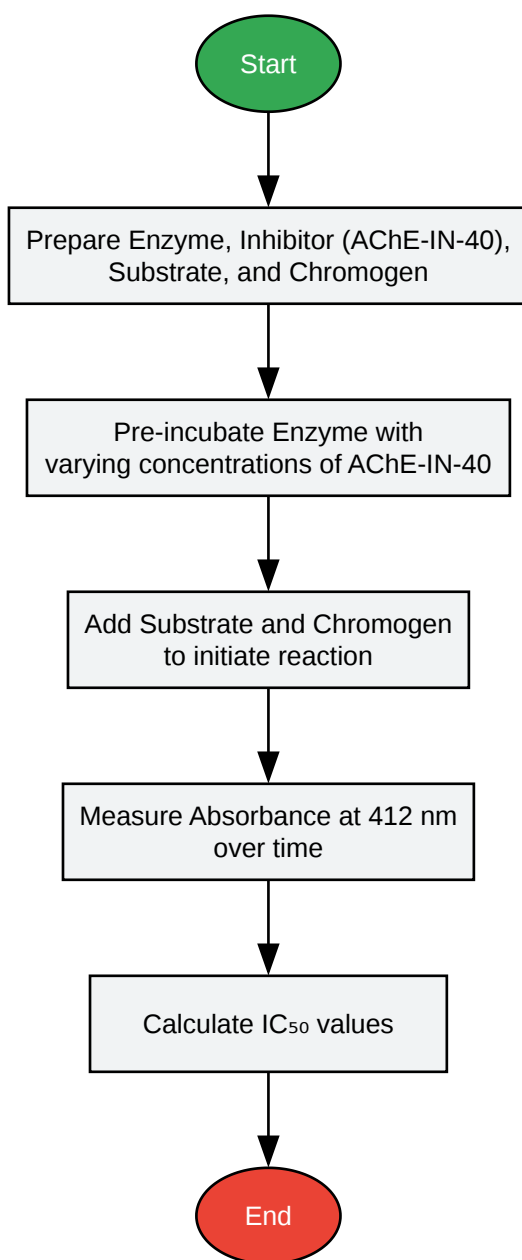 Start
Prepare Enzyme, Inhibitor (AChE-IN-40),
Substrate, and Chromogen
Pre-incubate Enzyme with
varying concentrations of AChE-IN-40
Add Substrate and Chromogen
to initiate reaction
Measure Absorbance at 412 nm
over time
Calculate IC₅₀ values
End